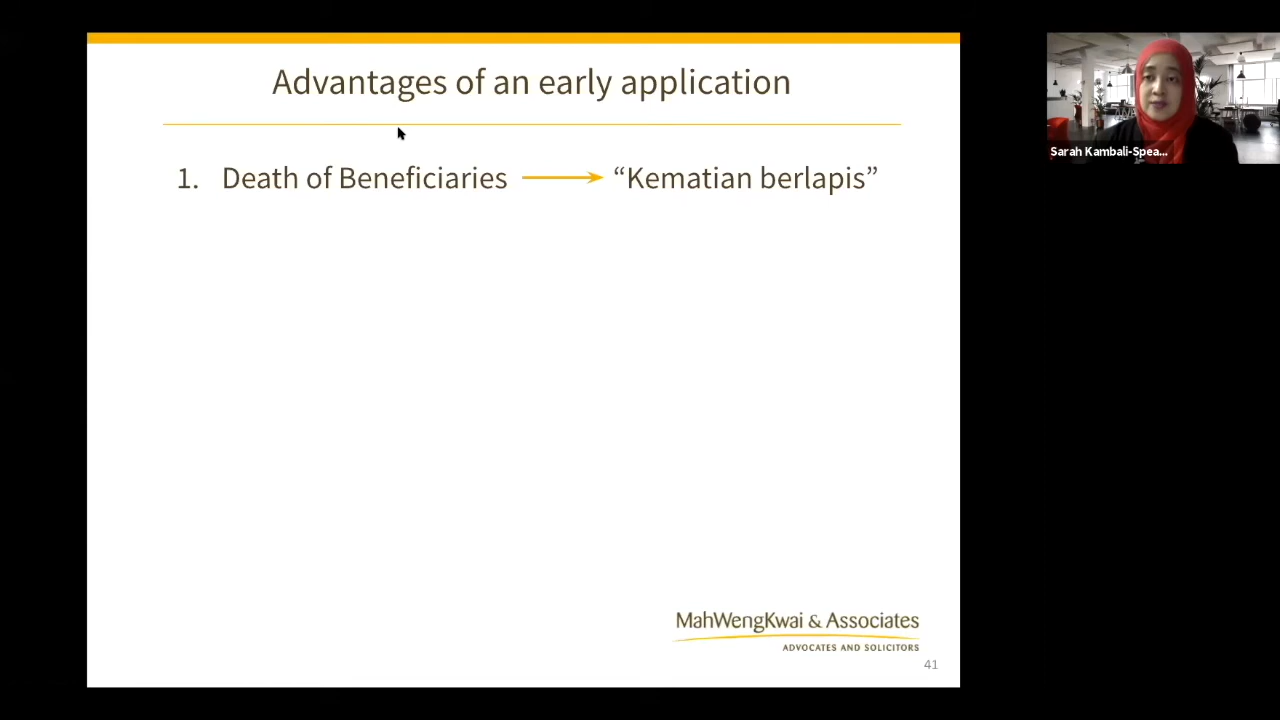 Advantages of an early application
1. Death of Beneficiaries “Kematian berlapis”
MahWengKwai & Associates
ADVOCATES AND SOLICITORS
41
Sarah Kambali-Spea...